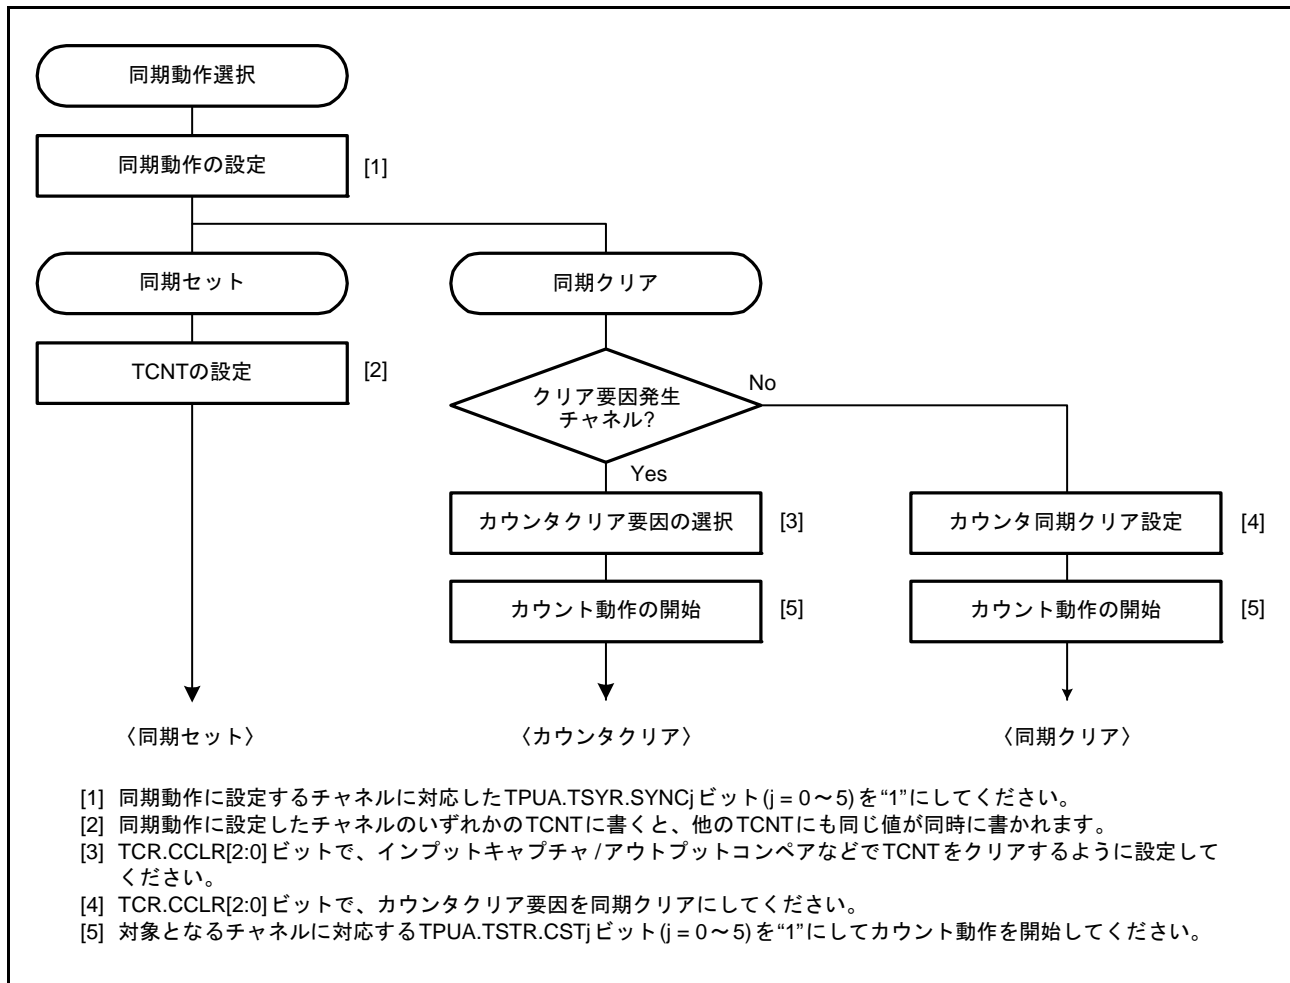 同期動作選択
同期動作の設定 [1]
同期セット
同期クリア
TCNTの設定 [2]
クリア要因発生
チャネル?
No
Yes
カウンタクリア要因の選択 [3]
カウンタ同期クリア設定 [4]
カウント動作の開始 [5]
カウント動作の開始 [5]
〈同期セット〉
〈カウンタクリア〉
〈同期クリア〉
[1] 同期動作に設定するチャネルに対応したTPUA.TSYR.SYNCjビット(j = 0～5)を“1”にしてください。
[2] 同期動作に設定したチャネルのいずれかのTCNTに書くと、他のTCNTにも同じ値が同時に書かれます。
[3] TCR.CCLR[2:0]ビットで、インプットキャプチャ/アウトプットコンペアなどでTCNTをクリアするように設定して
ください。
[4] TCR.CCLR[2:0]ビットで、カウンタクリア要因を同期クリアにしてください。
[5] 対象となるチャネルに対応するTPUA.TSTR.CSTjビット(j = 0～5)を“1”にしてカウント動作を開始してください。